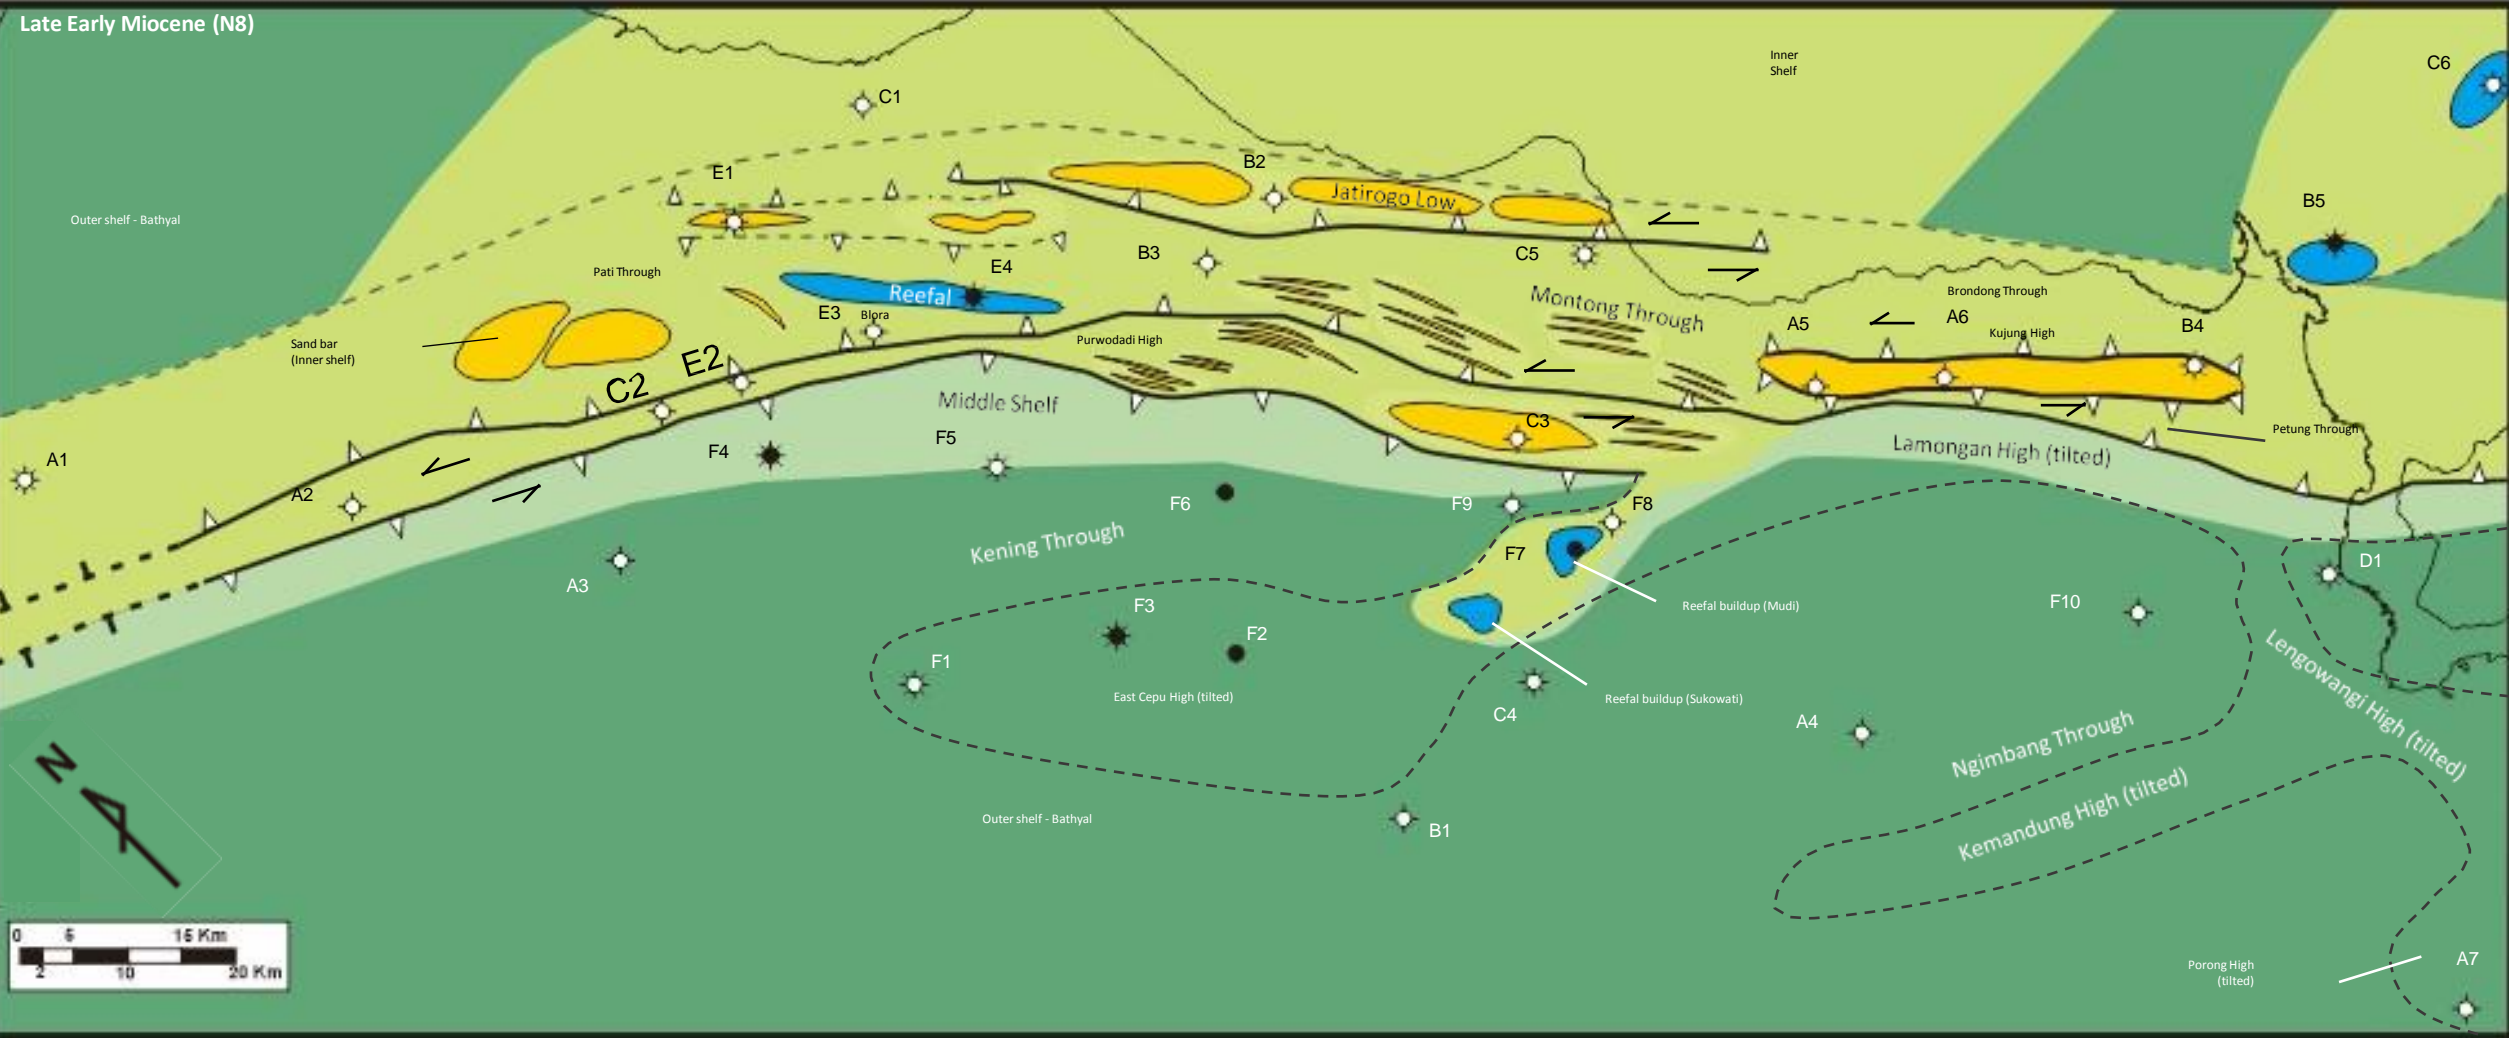 Late Early Miocene (N8)
Inner
Shelf
C6
C1
B2
E1
Jatirogo Low
B5
Outer shelf - Bathyal
B3
C5
E4
Pati Through
Reefal
Montong Through
Brondong Through
E3
Blora
A5
A6
B4
Kujung High
Sand bar
(Inner shelf)
Purwodadi High
E2
C2
Middle Shelf
C3
Petung Through
F4
F5
Lamongan High (tilted)
A1
A2
F6
F9
F8
Kening Through
F7
D1
A3
F3
Reefal buildup (Mudi)
F10
F2
F1
East Cepu High (tilted)
Reefal buildup (Sukowati)
Lengowangi High (tilted)
C4
A4
Ngimbang Through
N
Kemandung High (tilted)
Outer shelf - Bathyal
B1
0 5 15 Km
2 10 20 Km
Porong High
(tilted)
A7